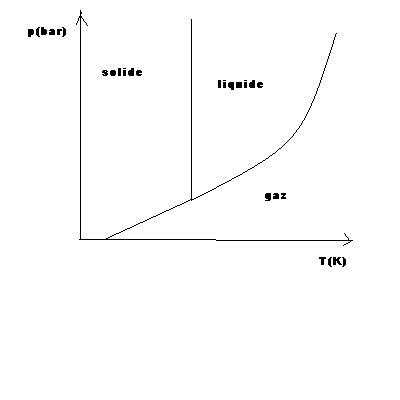 p(bar)
solide
liquide
gaz
T(K)